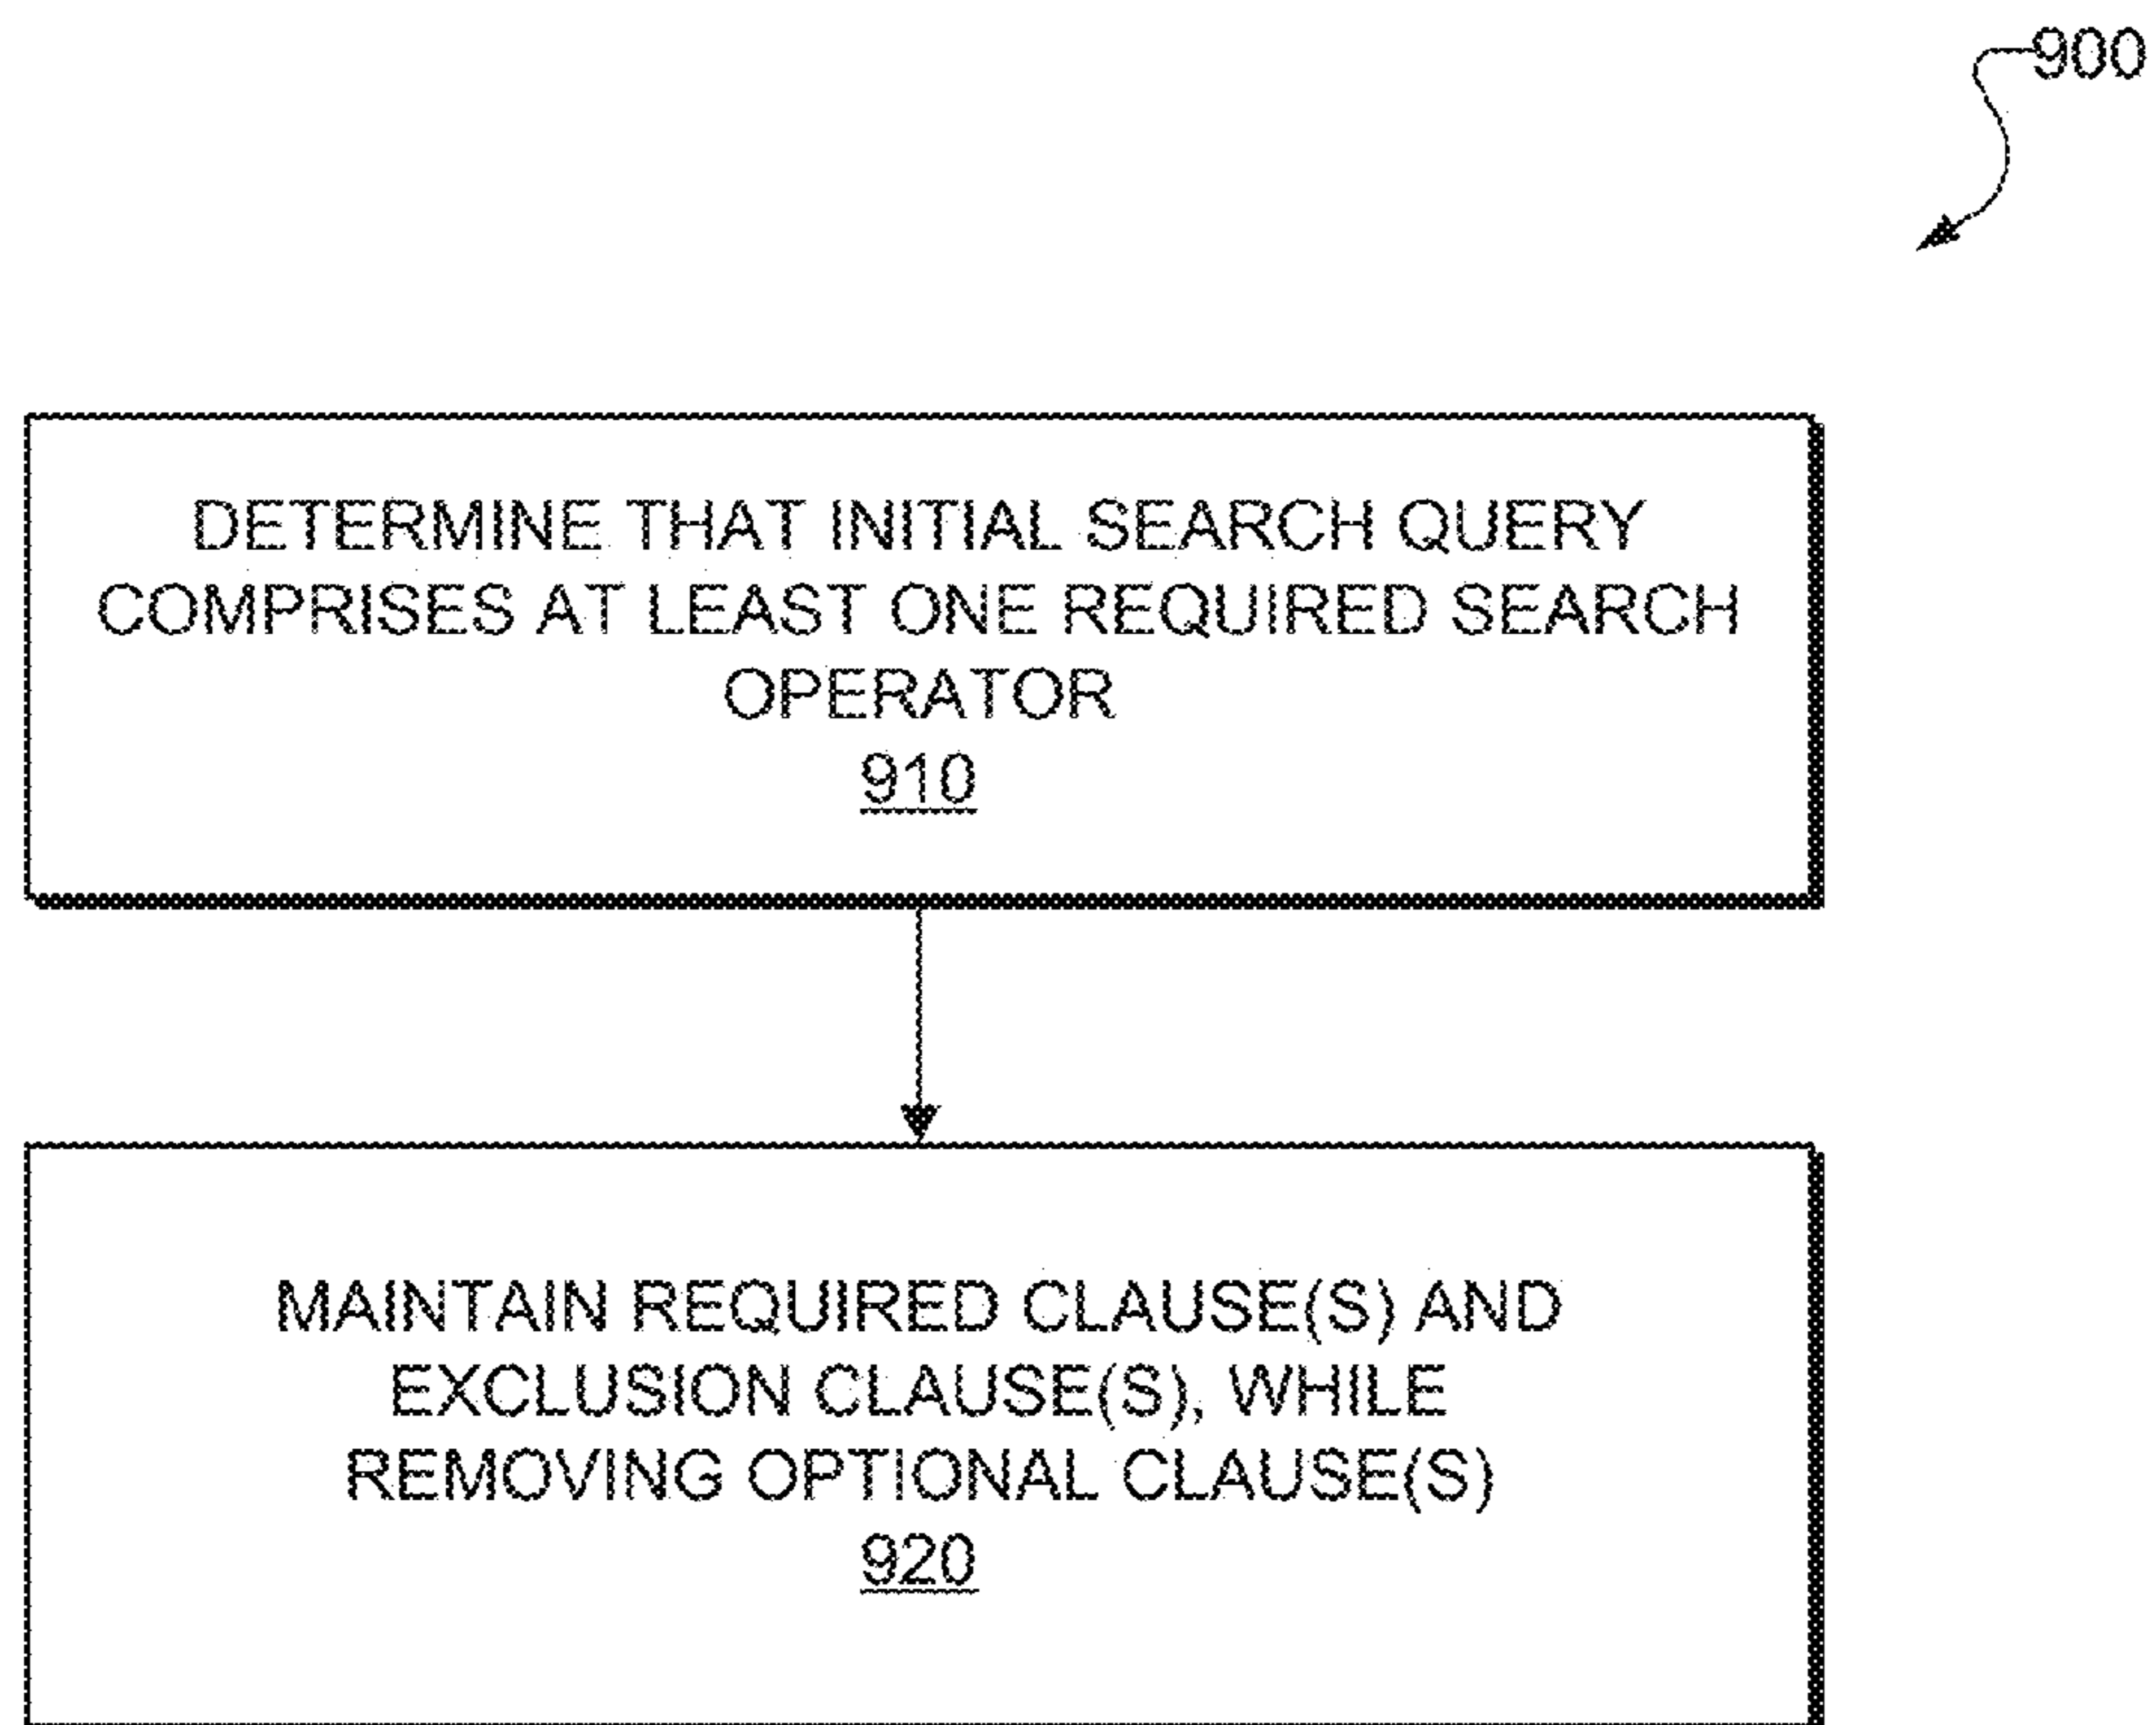 900
DETERMINE THAT INITIAL SEARCH QUERY
COMPRISES AT LEAST ONE REQUIRED SEARCH
OPERATOR
910
MAINTAIN REQUIRED CLAUSE(S) AND
EXCLUSION CLAUSE(S), WHILE
REMOVING OPTIONAL CLAUSE(S)
920